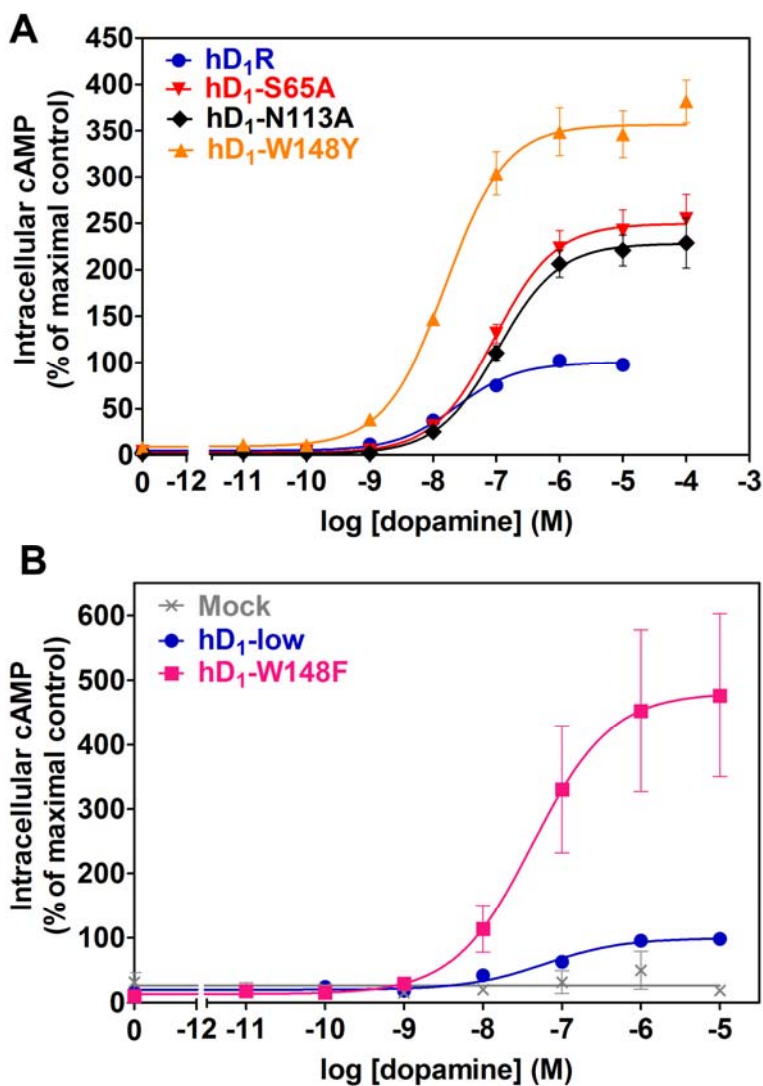 A
450
400
350
300
250
200
150
100
50
0
Intracellular cAMP
(% of maximal control)
hD₁R
hD₁-S65A
hD₁-N113A
hD₁-W148Y
0 -12 -11 -10 -9 -8 -7 -6 -5 -4 -3
log [dopamine] (M)
B
600
500
400
300
200
100
0
Intracellular cAMP
(% of maximal control)
Mock
hD₁-low
hD₁-W148F
0 -12 -11 -10 -9 -8 -7 -6 -5
log [dopamine] (M)